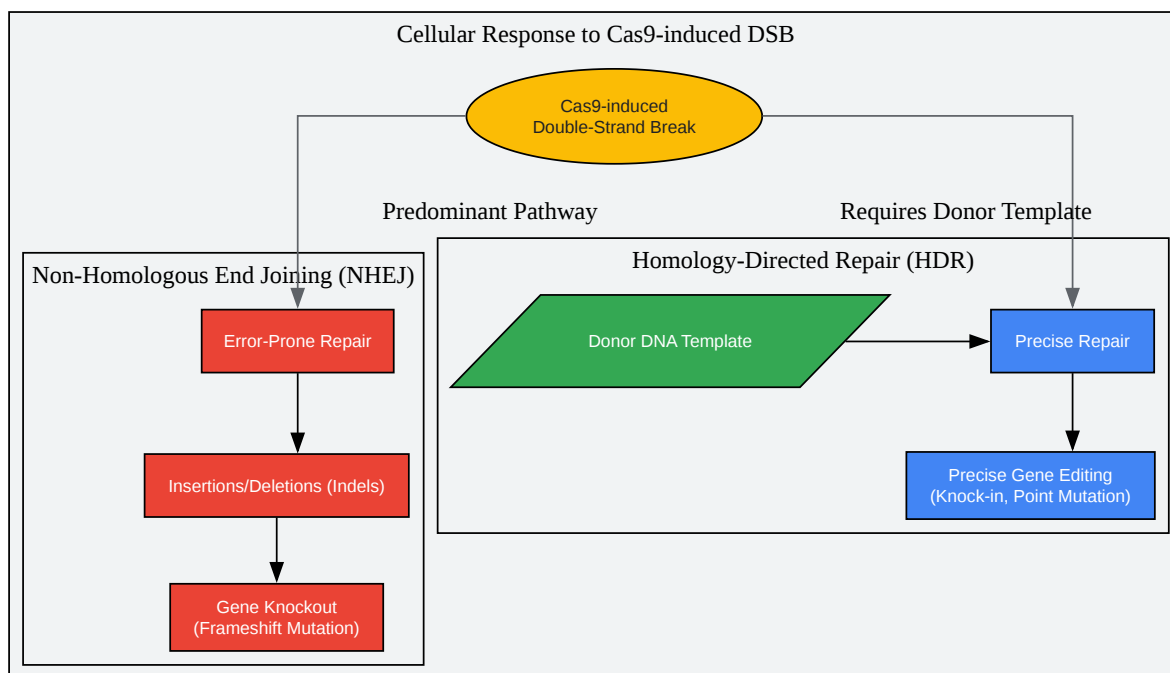 Cellular Response to Cas9-induced DSB
Cas9-induced
Double-Strand Break
Predominant Pathway
Requires Donor Template
Non-Homologous End Joining (NHEJ)
Error-Prone Repair
Insertions/Deletions (Indels)
Gene Knockout
(Frameshift Mutation)
Homology-Directed Repair (HDR)
Donor DNA Template
Precise Repair
Precise Gene Editing
(Knock-in, Point Mutation)